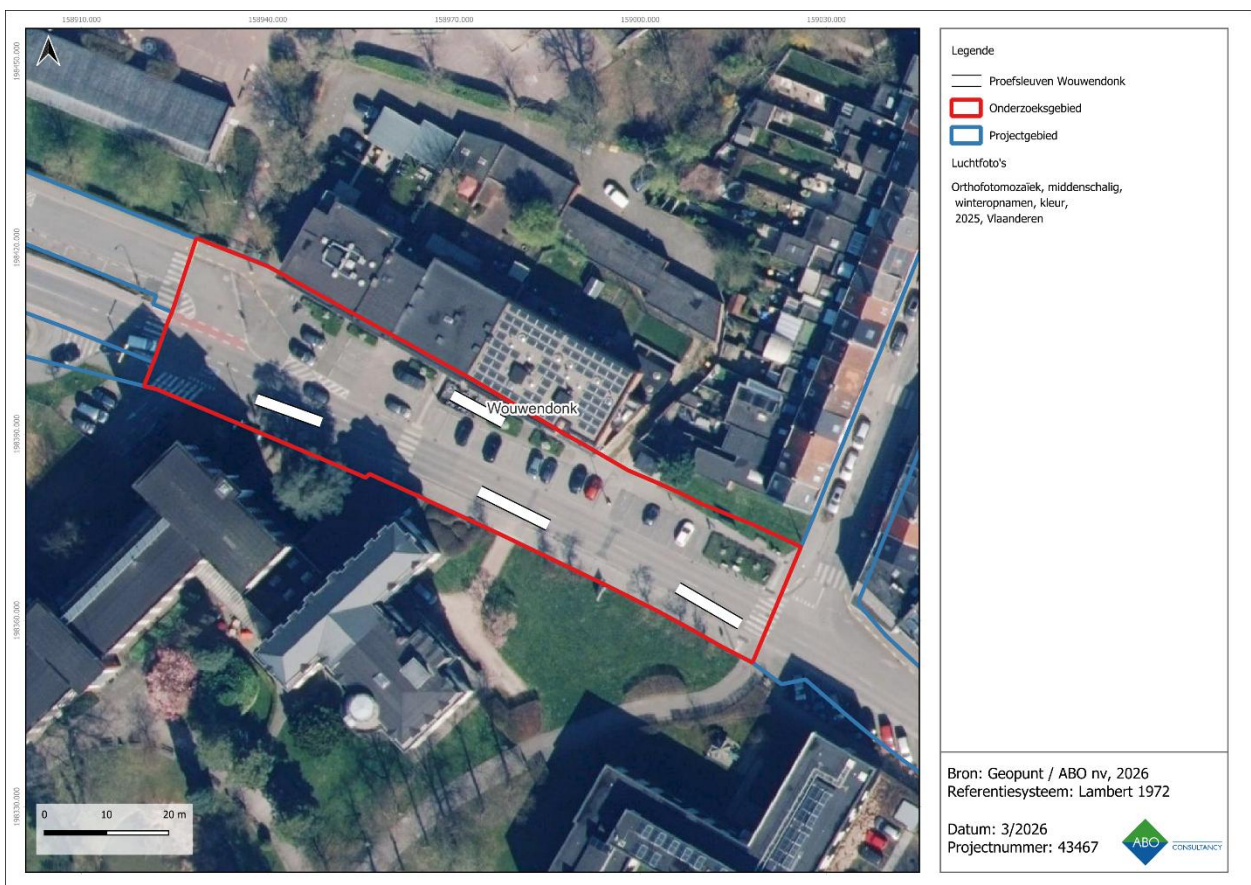 158910.000
158940.000
158970.000
159000.000
159030.000
198450.000
198420.000
198390.000
198360.000
198330.000
Wouwendonk
0 10 20 m
Legende
Proefsleuven Wouwendonk
Onderzoeksgebied
Projectgebied
Luchtfoto's
Orthofotomozaïek, middenschalig,
winteropnamen, kleur,
2025, Vlaanderen
Bron: Geopunt / ABO nv, 2026
Referentiesysteem: Lambert 1972
Datum: 3/2026
Projectnummer: 43467
ABO
CONSULTANCY